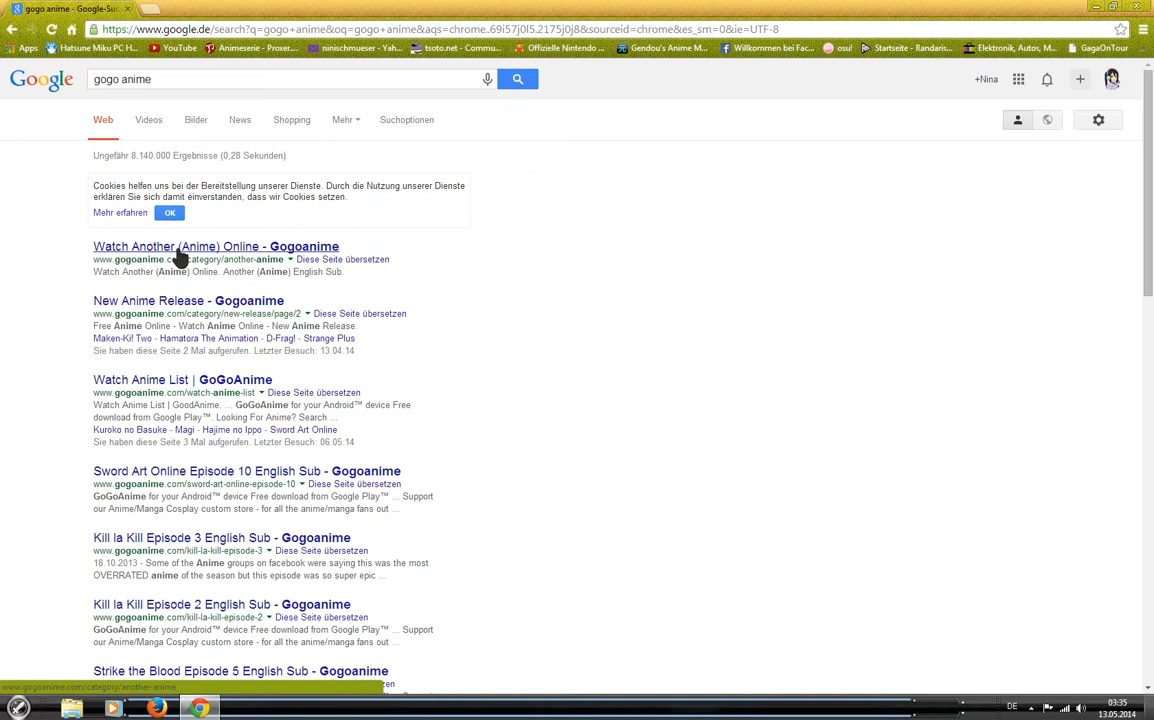 gogo anime - Google-Suc
https://www.google.de/search?q=gogo+anime&oq=gogo+anime&aqs=chrome..69i57j0l5.2175j0j8&sourceid=chrome&es_sm=0&ie=UTF-8
Apps Hatsune Miku PC H... YouTube Animeserie - Proxer... ninischmueser - Yah... tsoto.net - Commu... Offizielle Nintendo ... Gendou's Anime M... Willkommen bei Fac... osu! Startseite - Randaris... Elektronik, Autos, M... GagaOnTour
Google gogo anime +Nina
Web Videos Bilder News Shopping Mehr Suchoptionen
Ungefähr 8.140.000 Ergebnisse (0,28 Sekunden)
Cookies helfen uns bei der Bereitstellung unserer Dienste. Durch die Nutzung unserer Dienste
erklären Sie sich damit einverstanden, dass wir Cookies setzen.
Mehr erfahren OK
Watch Another (Anime) Online - Gogoanime
www.gogoanime. category/another-anime Diese Seite übersetzen
Watch Another (Anime) Online. Another (Anime) English Sub.
New Anime Release - Gogoanime
www.gogoanime.com/category/new-release/page/2 Diese Seite übersetzen
Free Anime Online - Watch Anime Online - New Anime Release.
Maken-Ki! Two - Hamatora The Animation - D-Frag! - Strange Plus
Sie haben diese Seite 2 Mal aufgerufen. Letzter Besuch: 13.04.14
Watch Anime List | GoGoAnime
www.gogoanime.com/watch-anime-list Diese Seite übersetzen
Watch Anime List | GoodAnime. ... GoGoAnime for your Android™ device Free
download from Google Play™. Looking For Anime? Search ...
Kuroko no Basuke - Magi - Hajime no Ippo - Sword Art Online
Sie haben diese Seite 3 Mal aufgerufen. Letzter Besuch: 06.05.14
Sword Art Online Episode 10 English Sub - Gogoanime
www.gogoanime.com/sword-art-online-episode-10 Diese Seite übersetzen
GoGoAnime for your Android™ device Free download from Google Play™ ... Support
our Anime/Manga Cosplay custom store - for all the anime/manga fans out ...
Kill la Kill Episode 3 English Sub - Gogoanime
www.gogoanime.com/kill-la-kill-episode-3 Diese Seite übersetzen
18.10.2013 - Some of the Anime groups on facebook were saying this was the most
OVERRATED anime of the season but this episode was so super epic ...
Kill la Kill Episode 2 English Sub - Gogoanime
www.gogoanime.com/kill-la-kill-episode-2 Diese Seite übersetzen
GoGoAnime for your Android™ device Free download from Google Play™ ... Support
our Anime/Manga Cosplay custom store - for all the anime/manga fans out ...
Strike the Blood Episode 5 English Sub - Gogoanime
www.gogoanime.com/category/another-anime
DE 03:35
13.05.2014